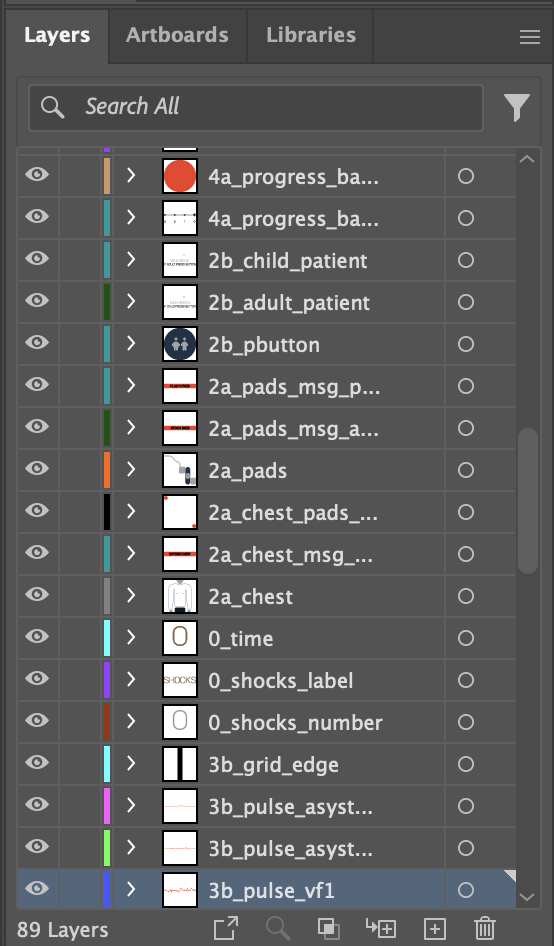 Layers Artboards Libraries
Search All
4a_progress_ba...
4a_progress_ba...
2b_child_patient
2b_adult_patient
2b_pbutton
2a_pads_msg_p...
2a_pads_msg_a...
2a_pads
2a_chest_pads_...
2a_chest_msg_...
2a_chest
0_time
0_shocks_label
SHOCKS
0_shocks_number
3b_grid_edge
3b_pulse_asyst...
3b_pulse_asyst...
3b_pulse_vf1
89 Layers